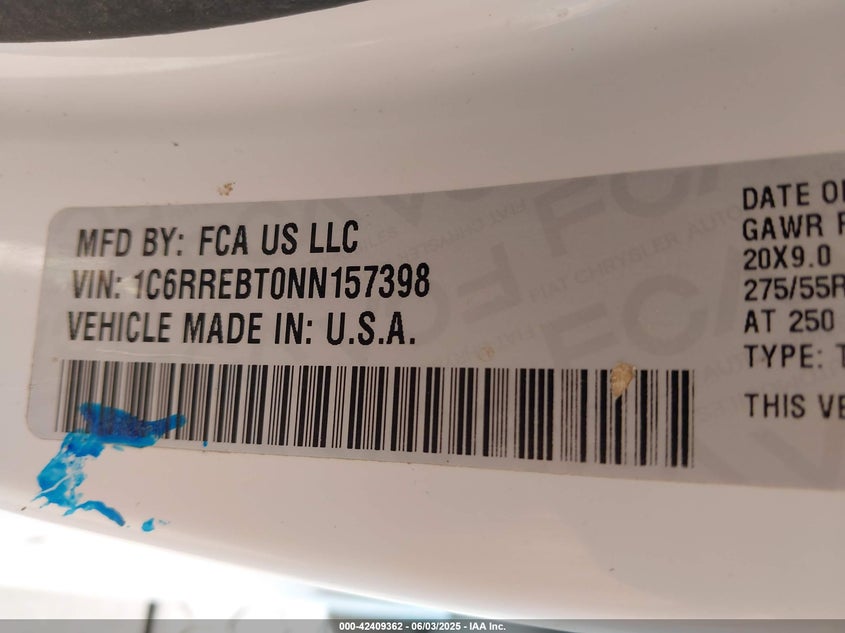 MFD BY: FCA US LLC
VIN: 1C6RREBT0NN157398
VEHICLE MADE IN: U.S.A.
DATE O
GAWR
20X9.0
275/55R
AT 250
TYPE: T
THIS VE
000-42409362 | 06/03/2025 - IAA Inc.